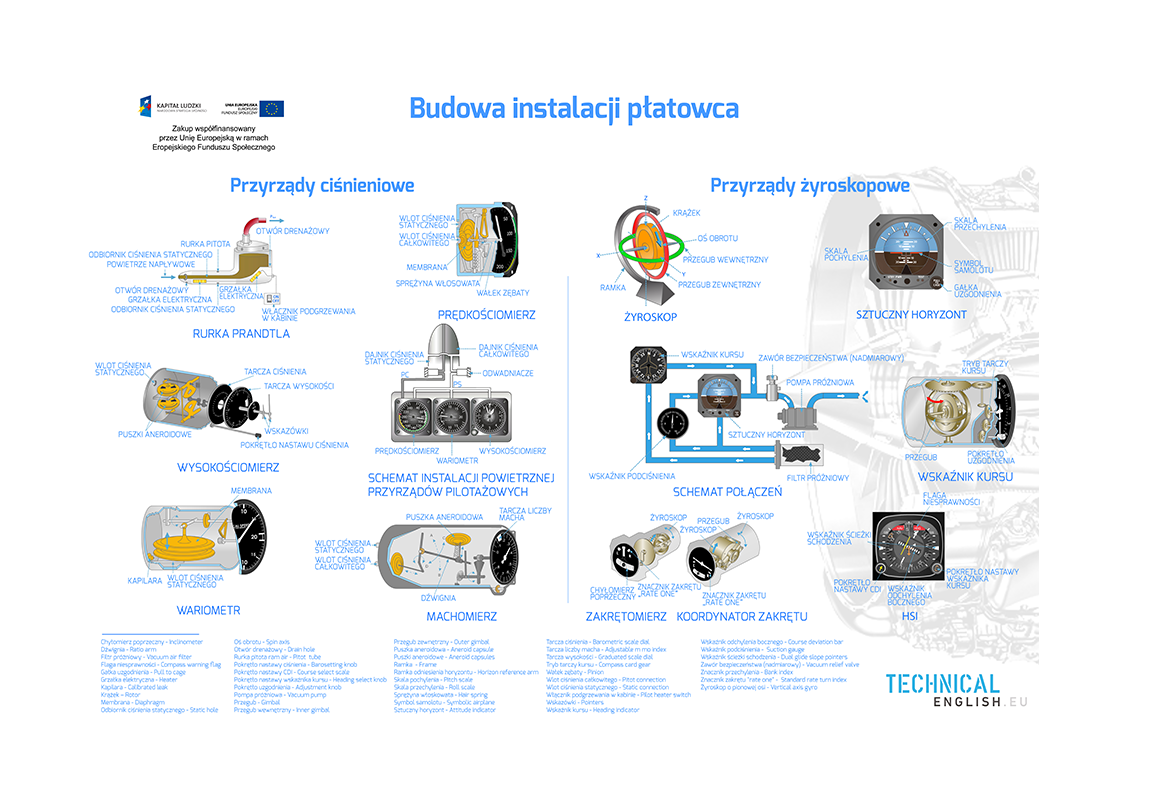 KAPITAŁ LUDZKI
NARODOWA STRATEGIA SPÓJNOŚCI
UNIA EUROPEJSKA
EUROPEJSKI
FUNDUSZ SPOŁECZNY
Zakup współfinansowany
przez Unię Europejską w ramach
Eropejskiego Funduszu Społecznego
Budowa instalacji płatowca
Przyrządy ciśnieniowe
OTWÓR DRENAŻOWY
RURKA PITOTA
ODBIORNIK CIŚNIENIA STATYCZNEGO
POWIETRZE NAPŁYWOWE
OTWÓR DRENAŻOWY
GRZAŁKA ELEKTRYCZNA
ODBIORNIK CIŚNIENIA STATYCZNEGO
GRZAŁKA
ELEKTRYCZNA
WŁĄCZNIK PODGRZEWANIA
W KABINIE
RURKA PRANDTLA
WLOT CIŚNIENIA
STATYCZNEGO
WLOT CIŚNIENIA
CAŁKOWITEGO
MEMBRANA
SPRĘŻYNA WŁOSOWATA
WAŁEK ZĘBATY
50
100
150
200
PRĘDKOŚCIOMIERZ
WLOT CIŚNIENIA
STATYCZNEGO
TARCZA CIŚNIENIA
TARCZA WYSOKOŚCI
WSKAZÓWKI
POKRĘTŁO NASTAWU CIŚNIENIA
PUSZKI ANEROIDOWE
WYSOKOŚCIOMIERZ
DAJNIK CIŚNIENIA
STATYCZNEGO
DAJNIK CIŚNIENIA
CAŁKOWITEGO
ODWADNIACZE
PC
PS
PRĘDKOŚCIOMIERZ
WARIOMETR
WYSOKOŚCIOMIERZ
SCHEMAT INSTALACJI POWIETRZNEJ
PRZYRZĄDÓW PILOTAŻOWYCH
MEMBRANA
10
20
10
KAPILARA
WLOT CIŚNIENIA
STATYCZNEGO
WARIOMETR
PUSZKA ANEROIDOWA
TARCZA LICZBY
MACHA
WLOT CIŚNIENIA
STATYCZNEGO
WLOT CIŚNIENIA
CAŁKOWITEGO
DŹWIGNIA
MACHOMIERZ
Przyrządy żyroskopowe
Z
X
Y
KRĄŻEK
OŚ OBROTU
PRZEGUB WEWNĘTRZNY
PRZEGUB ZEWNĘTRZNY
RAMKA
ŻYROSKOP
SKALA
PRZECHYLENIA
SKALA
POCHYLENIA
SYMBOL
SAMOLOTU
GAŁKA
UZGODNIENIA
SZTUCZNY HORYZONT
WSKAŹNIK KURSU
ZAWÓR BEZPIECZEŃSTWA (NADMIAROWY)
POMPA PRÓŻNIOWA
SZTUCZNY HORYZONT
WSKAŹNIK PODCIŚNIENIA
FILTR PRÓŻNIOWY
SCHEMAT POŁĄCZEŃ
TRYB TARCZY
KURSU
PRZEGUB
POKRĘTŁO
UZGODNIENIA
WSKAŹNIK KURSU
ŻYROSKOP
CHYŁOMIERZ
POPRZECZNY
ZNACZNIK ZAKRĘTU
„RATE ONE"
ZAKRĘTOMIERZ
PRZEGUB
ŻYROSKOP
ŻYROSKOP
ZNACZNIK ZAKRĘTU
„RATE ONE"
KOORDYNATOR ZAKRĘTU
FLAGA
NIESPRAWNOŚCI
WSKAŹNIK ŚCIEŻKI
SCHODZENIA
POKRĘTŁO
NASTAWY CDI
WSKAŹNIK
ODCHYLENIA
BOCZNEGO
POKRĘTŁO NASTAWY
WSKAŹNIKA
KURSU
HSI
Chyłomierz poprzeczny - Inclinometer
Dźwignia - Ratio arm
Filtr próżniowy - Vacuum air filter
Flaga niesprawności - Compass warning flag
Gałka uzgodnienia - Pull to cage
Grzałka elektryczna - Heater
Kapilara - Calibrated leak
Krążek - Rotor
Membrana - Diaphragm
Odbiornik ciśnienia statycznego - Static hole
Oś obrotu - Spin axis
Otwór drenażowy - Drain hole
Rurka pitota ram air - Pitot tube
Pokrętło nastawy ciśnienia - Barosetting knob
Pokrętło nastawy CDI - Course select scale
Pokrętło nastawy wskaźnika kursu - Heading select knob
Pokrętło uzgodnienia - Adjustment knob
Pompa próżniowa - Vacuum pump
Przegub - Gimbal
Przegub wewnętrzny - Inner gimbal
Przegub zewnętrzny - Outer gimbal
Puszka aneroidowa - Aneroid capsule
Puszki aneroidowe - Aneroid capsules
Ramka - Frame
Ramka odniesienia horyzontu - Horizon reference arm
Skala pochylenia - Pitch scale
Skala przechylenia - Roll scale
Sprężyna włoskowata - Hair spring
Symbol samolotu - Symbolic airplane
Sztuczny horyzont - Attitude indicator
Tarcza ciśnienia - Barometric scale dial
Tarcza liczby macha - Adjustable m mo index
Tarcza wysokości - Graduated scale dial
Tryb tarczy kursu - Compass card gear
Wałek zębaty - Pinion
Wlot ciśnienia całkowitego - Pitot connection
Wlot ciśnienia statycznego - Static connection
Włącznik podgrzewania w kabinie - Pilot heater switch
Wskazówki - Pointers
Wskaźnik kursu - Heading indicator
Wskaźnik odchylenia bocznego - Course deviation bar
Wskaźnik podciśnienia - Suction gauge
Wskaźnik ścieżki schodzenia - Dual glide slope pointers
Zawór bezpieczeństwa (nadmiarowy) - Vacuum relief valve
Znacznik przechylenia - Bank index
Znacznik zakrętu "rate one" - Standard rate turn index
Żyroskop o pionowej osi - Vertical axis gyro
TECHNICAL
ENGLISH.EU